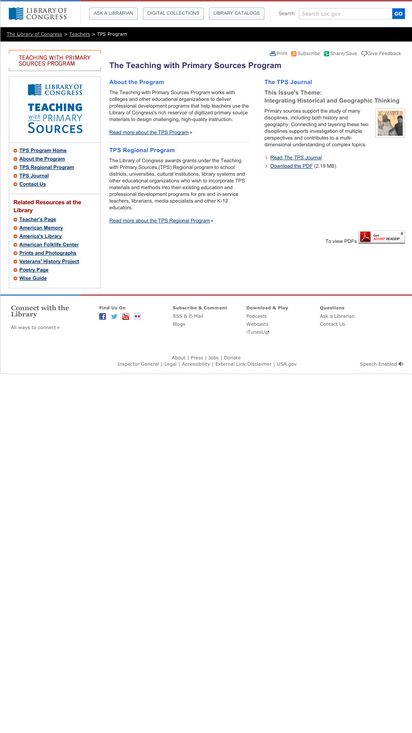 LIBRARY OF
CONGRESS
ASK A LIBRARIAN
DIGITAL COLLECTIONS
LIBRARY CATALOGS
Search
Search Loc.gov
GO
The Library of Congress > Teachers > TPS Program
Print Subscribe Share/Save Give Feedback
TEACHING WITH PRIMARY
SOURCES PROGRAM
LIBRARY OF
CONGRESS
TEACHING
with PRIMARY
SOURCES
TPS Program Home
About the Program
TPS Regional Program
TPS Journal
Contact Us
Related Resources at the
Library
Teacher's Page
American Memory
America's Library
American Folklife Center
Prints and Photographs
Veterans' History Project
Poetry Page
Wise Guide
The Teaching with Primary Sources Program
About the Program
The Teaching with Primary Sources Program works with
colleges and other educational organizations to deliver
professional development programs that help teachers use the
Library of Congress's rich reservoir of digitized primary source
materials to design challenging, high-quality instruction.
Read more about the TPS Program
TPS Regional Program
The Library of Congress awards grants under the Teaching
with Primary Sources (TPS) Regional program to school
districts, universities, cultural institutions, library systems and
other educational organizations who wish to incorporate TPS
materials and methods into their existing education and
professional development programs for pre and in-service
teachers, librarians, media specialists and other K-12
educators.
Read more about the TPS Regional Program
The TPS Journal
This Issue's Theme:
Integrating Historical and Geographic Thinking
Primary sources support the study of many
disciplines, including both history and
geography. Connecting and layering these two
disciplines supports investigation of multiple
perspectives and contributes to a multi-
dimensional understanding of complex topics.
Read The TPS Journal
Download the PDF (2.19 MB)
To view PDFs
Get
ADOBE READER
Connect with the
Library
All ways to connect »
Find Us On
Subscribe & Comment
RSS & E-Mail
Blogs
Download & Play
Podcasts
Webcasts
iTunesU
Questions
Ask a Librarian
Contact Us
About | Press | Jobs | Donate
Inspector General | Legal | Accessibility | External Link Disclaimer | USA.gov
Speech Enabled